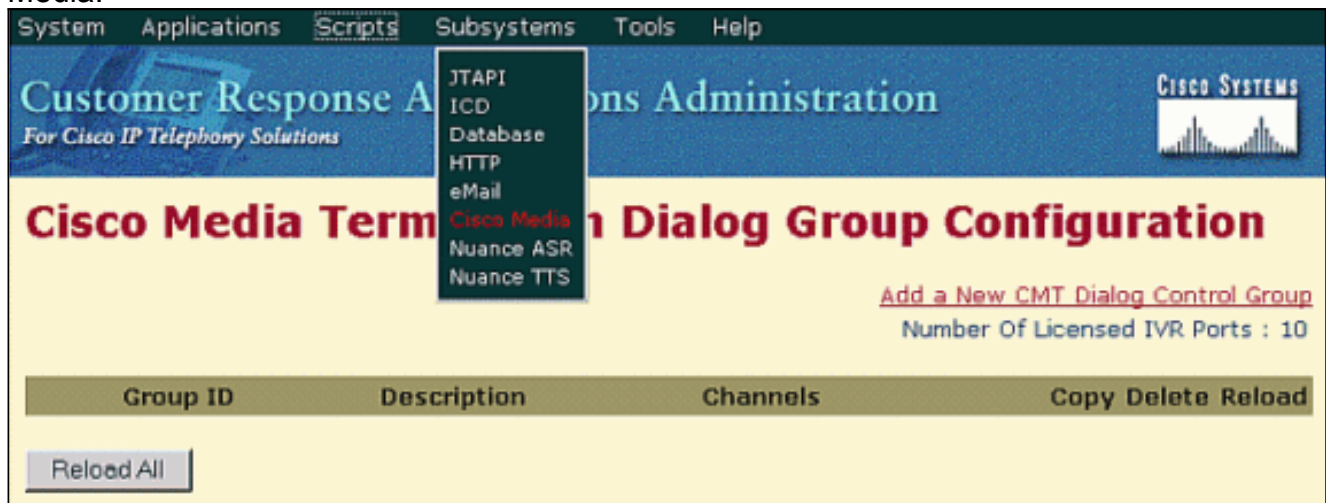 Media.
System Applications Scripts Subsystems Tools Help
Customer Response A ons Administration
For Cisco IP Telephony Solutions
CISCO SYSTEMS
JTAPI
ICD
Database
HTTP
eMail
Cisco Media
Nuance ASR
Nuance TTS
Cisco Media Term n Dialog Group Configuration
Add a New CMT Dialog Control Group
Number Of Licensed IVR Ports : 10
Group ID Description Channels Copy Delete Reload
Reload All